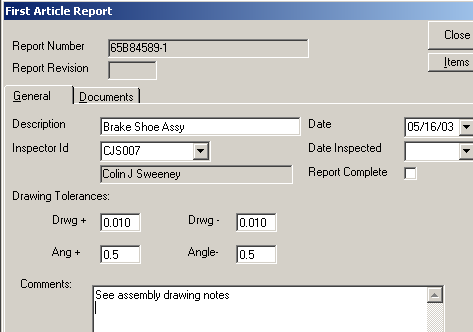 First Article Report
Close
Report Number 65B84589-1
Report Revision
Items
General Documents
Description Brake Shoe Assy Date 05/16/03
Inspector Id CJS007 Date Inspected
Colin J Sweeney Report Complete
Drawing Tolerances:
Drwg + 0.010 Drwg - 0.010
Ang + 0.5 Angle- 0.5
Comments:
See assembly drawing notes